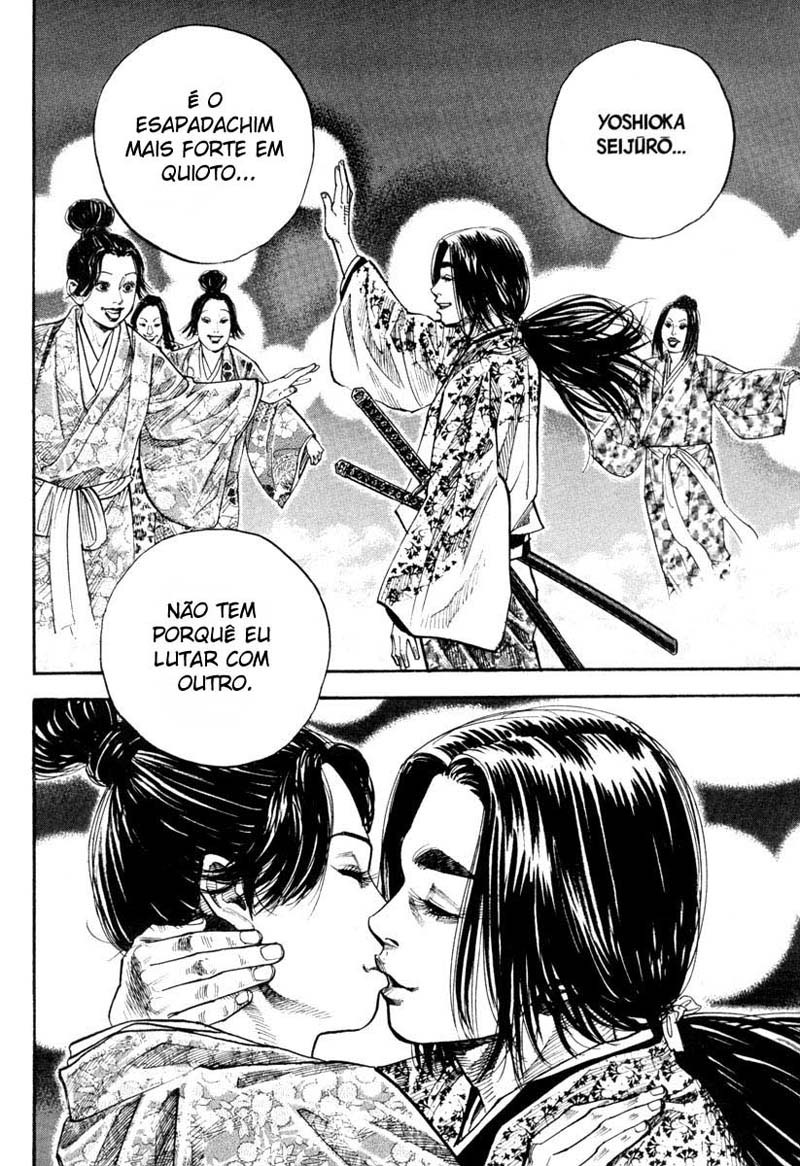 YOSHIOKA
SEIJŪRŌ...
É O
ESAPADACHIM
MAIS FORTE EM
QUIOTO...
NÃO TEM
PORQUÊ EU
LUTAR COM
OUTRO.